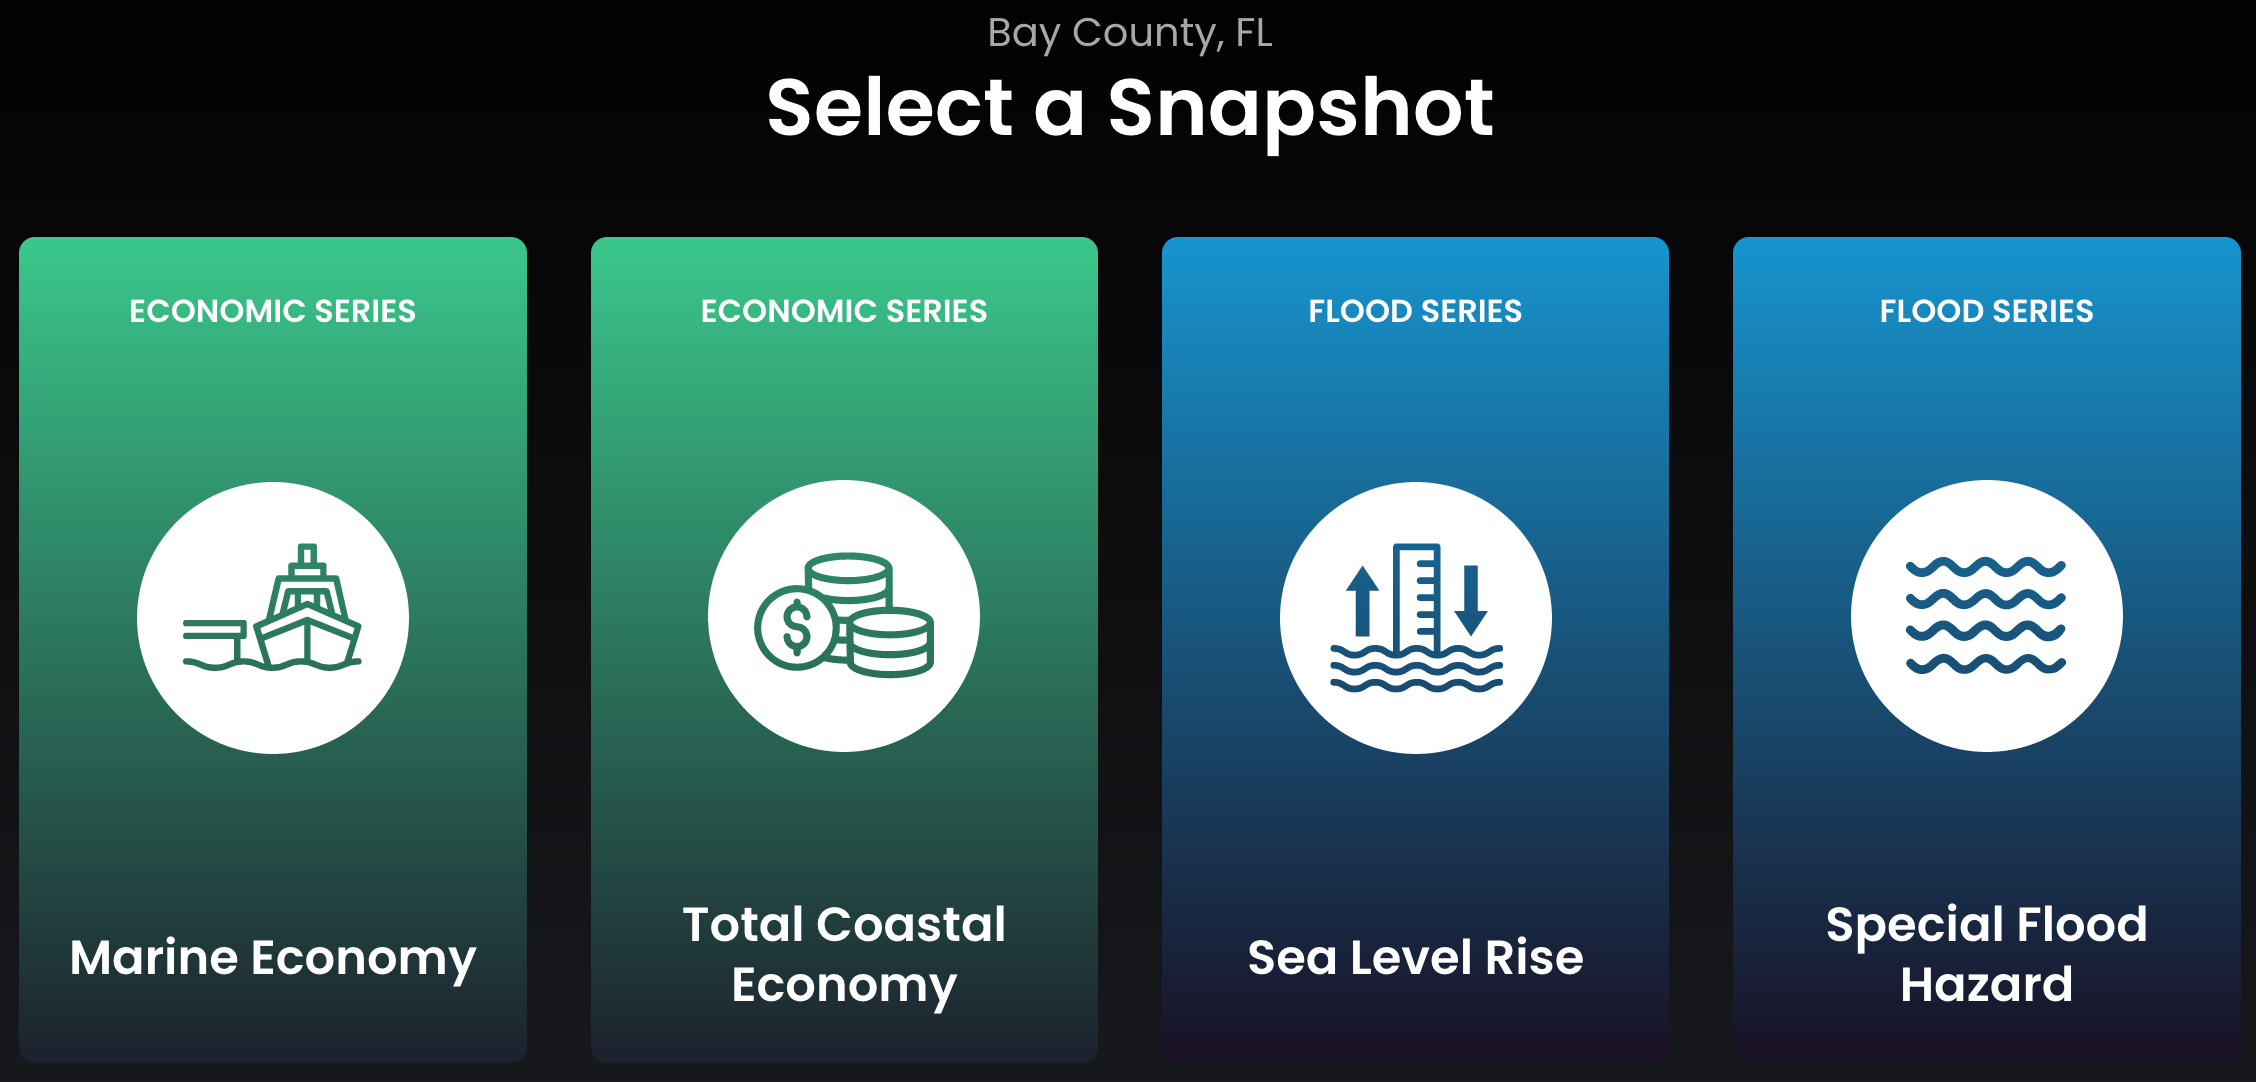 Bay County, FL
Select a Snapshot
ECONOMIC SERIES
$
Marine Economy
ECONOMIC SERIES
Total Coastal
Economy
FLOOD SERIES
Sea Level Rise
FLOOD SERIES
Special Flood
Hazard